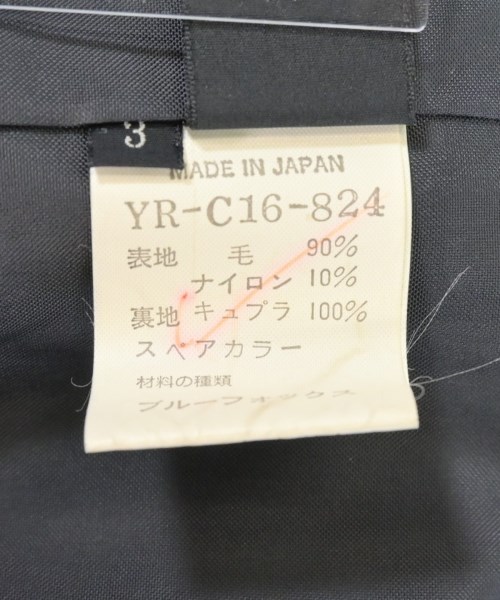 3
MADE IN JAPAN
YR-C16-824
表地 毛 90%
ナイロン 10%
裏地 キュプラ 100%
スペアカラー
材料の種類
ブルーフォックス